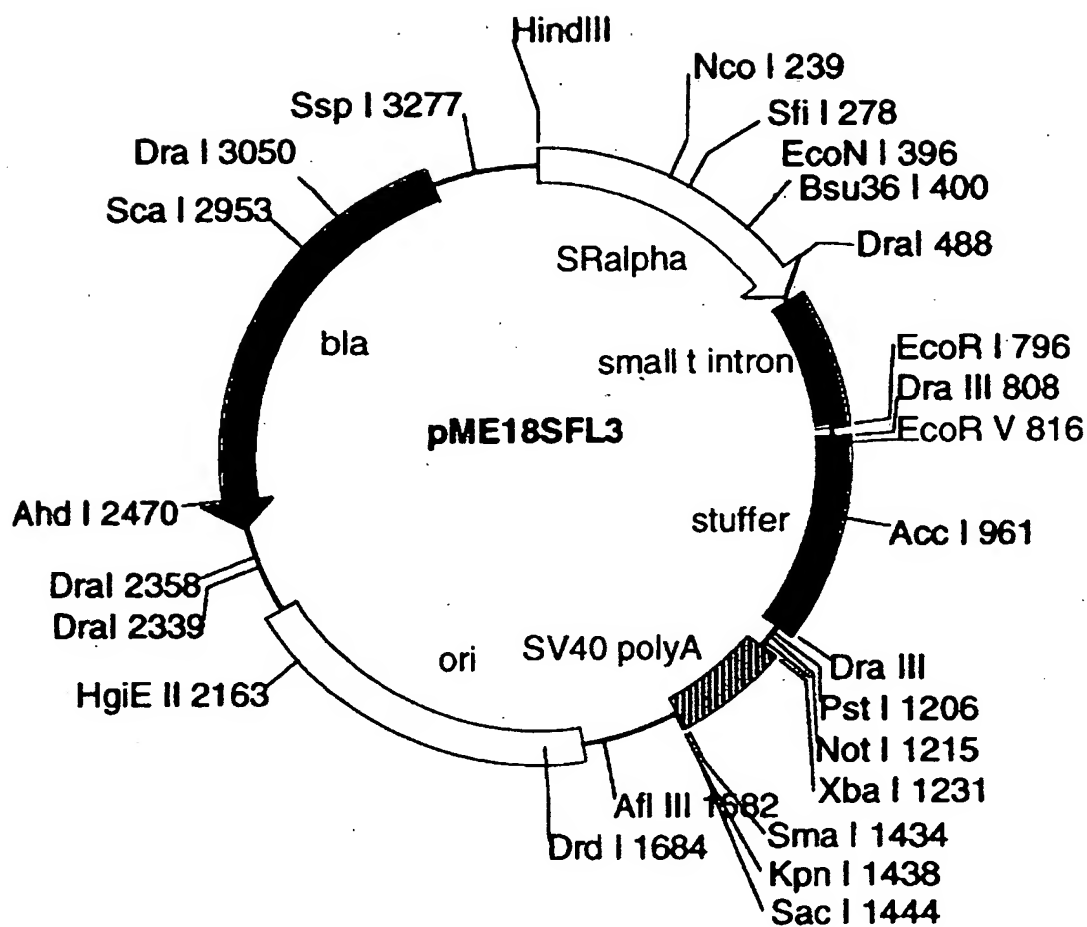 HindIII
Nco I 239
Ssp I 3277
Sfi I 278
Dra I 3050
EcoN I 396
Bsu36 I 400
Sca I 2953
DraI 488
SRalpha
bla
small t intron
EcoR I 796
Dra III 808
EcoR V 816
pME18SFL3
Ahd I 2470
stuffer
Acc I 961
DraI 2358
DraI 2339
ori
SV40 polyA
Dra III
HgiE II 2163
Pst I 1206
Not I 1215
Xba I 1231
Afl III 1682
Sma I 1434
Drd I 1684
Kpn I 1438
Sac I 1444